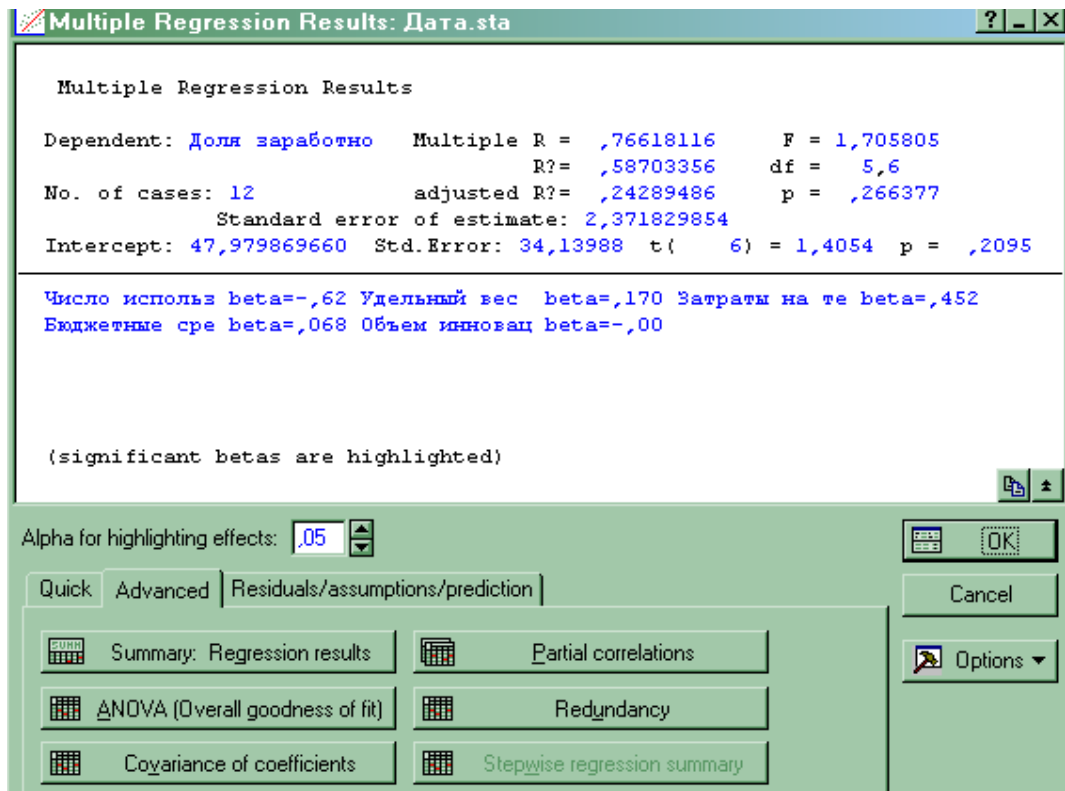 Multiple Regression Results: Дата.sta
Multiple Regression Results
Dependent: Доля заработно Multiple R = ,76618116 F = 1,705805
R?= ,58703356 df = 5,6
No. of cases: 12 adjusted R?= ,24289486 p = ,266377
Standard error of estimate: 2,371829854
Intercept: 47,979869660 Std.Error: 34,13988 t( 6) = 1,4054 p = ,2095
Число использ beta=-,62 Удельный вес beta=,170 Затраты на те beta=,452
Бюджетные сре beta=,068 Объем инновац beta=-,00
(significant betas are highlighted)
Alpha for highlighting effects: ,05
OK
Quick Advanced Residuals/assumptions/prediction
Cancel
SUMM Summary: Regression results Partial correlations
Options
ANOVA (Overall goodness of fit) Redundancy
Covariance of coefficients Stepwise regression summary